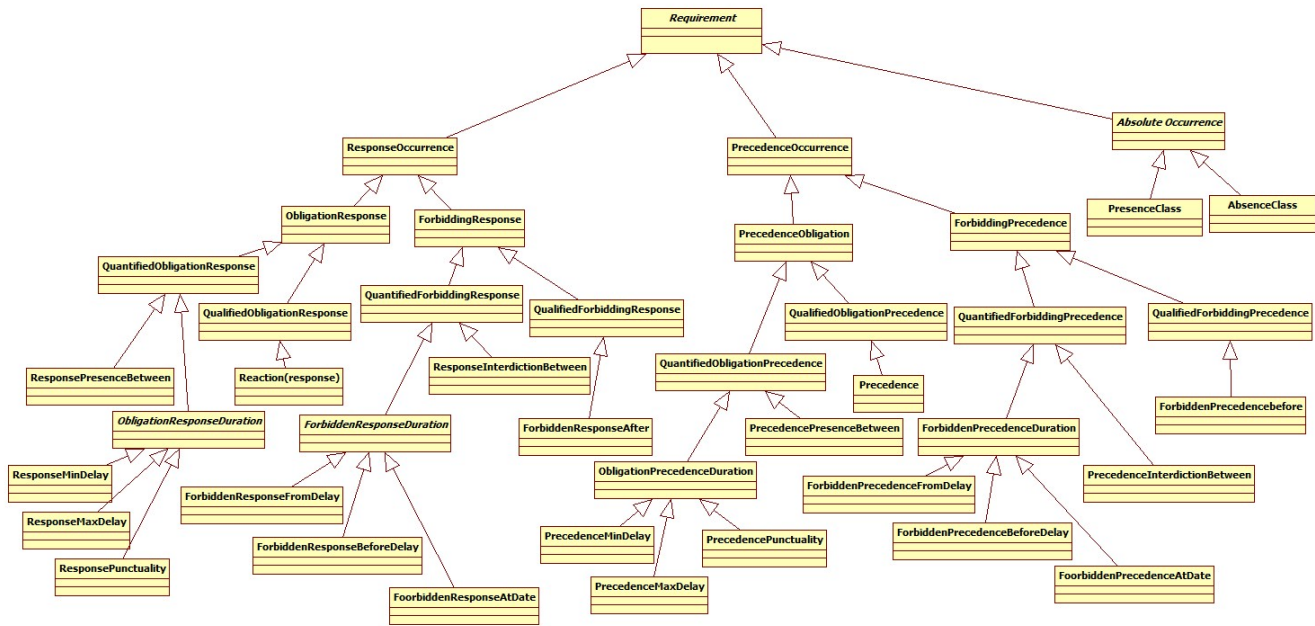 Requirement
Absolute Occurrence
ResponseOccurrence
PrecedenceOccurrence
PresenceClass
AbsenceClass
ObligationResponse
ForbiddingResponse
PrecedenceObligation
ForbiddingPrecedence
QuantifiedObligationResponse
QualifiedObligationResponse
QuantifiedForbiddingResponse
QualifiedForbiddingResponse
QualifiedObligationPrecedence
QuantifiedForbiddingPrecedence
QualifiedForbiddingPrecedence
ResponsePresenceBetween
Reaction(response)
ResponseInterdictionBetween
QuantifiedObligationPrecedence
Precedence
ForbiddenPrecedencebefore
ObligationResponseDuration
ForbiddenResponseDuration
ForbiddenResponseAfter
PrecedencePresenceBetween
ForbiddenPrecedenceDuration
ResponseMinDelay
ForbiddenResponseFromDelay
ObligationPrecedenceDuration
ForbiddenPrecedenceFromDelay
PrecedenceInterdictionBetween
ResponseMaxDelay
ForbiddenResponseBeforeDelay
PrecedenceMinDelay
PrecedencePunctuality
ForbiddenPrecedenceBeforeDelay
ResponsePunctuality
FoorbiddenResponseAtDate
PrecedenceMaxDelay
FoorbiddenPrecedenceAtDate